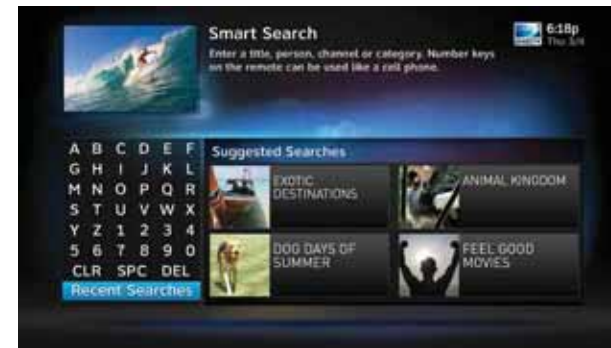 Smart Search
Enter a title, person, channel or category. Number keys
on the remote can be used like a cell phone.
6:18p
Thu 3/4
A B C D E F
G H I J K L
M N O P Q R
S T U V W X
Y Z 1 2 3 4
5 6 7 8 9 0
CLR SPC DEL
Recent Searches
Suggested Searches
EXOTIC
DESTINATIONS
ANIMAL KINGDOM
DOG DAYS OF
SUMMER
FEEL GOOD
MOVIES